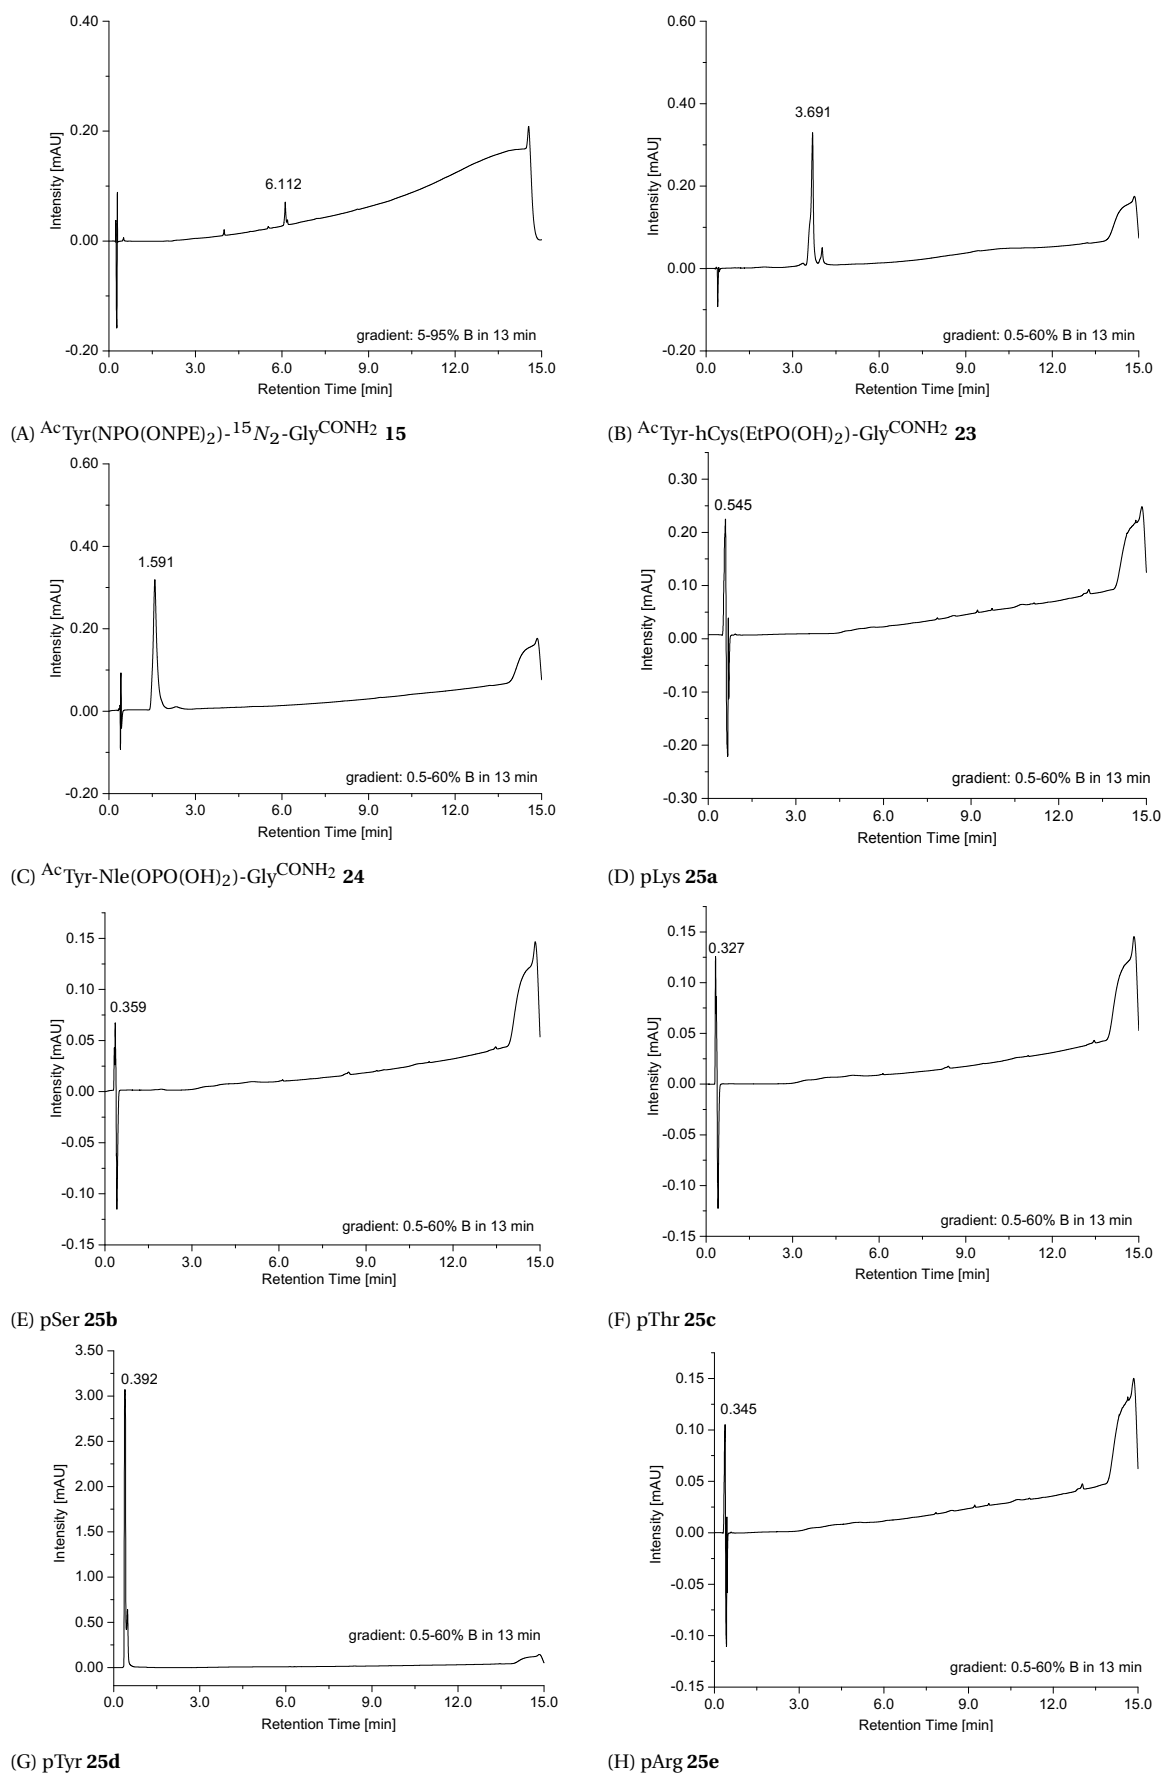 0.40
0.20
0.00
-0.20
Intensity [mAU]
6.112
gradient: 5-95% B in 13 min
0.0 3.0 6.0 9.0 12.0 15.0
Retention Time [min]
(A) AcTyr(NPO(ONPE)2)-15N2-GlyCONH2 15
0.60
0.40
0.20
0.00
-0.20
Intensity [mAU]
3.691
gradient: 0.5-60% B in 13 min
0.0 3.0 6.0 9.0 12.0 15.0
Retention Time [min]
(B) AcTyr-hCys(EtPO(OH)2)-GlyCONH2 23
0.60
0.40
0.20
0.00
-0.20
Intensity [mAU]
1.591
gradient: 0.5-60% B in 13 min
0.0 3.0 6.0 9.0 12.0 15.0
Retention Time [min]
(C) AcTyr-Nle(OPO(OH)2)-GlyCONH2 24
0.30
0.20
0.10
0.00
-0.10
-0.20
-0.30
Intensity [mAU]
0.545
gradient: 0.5-60% B in 13 min
0.0 3.0 6.0 9.0 12.0 15.0
Retention Time [min]
(D) pLys 25a
0.15
0.10
0.05
0.00
-0.05
-0.10
-0.15
Intensity [mAU]
0.359
gradient: 0.5-60% B in 13 min
0.0 3.0 6.0 9.0 12.0 15.0
Retention Time [min]
(E) pSer 25b
0.15
0.10
0.05
0.00
-0.05
-0.10
-0.15
Intensity [mAU]
0.327
gradient: 0.5-60% B in 13 min
0.0 3.0 6.0 9.0 12.0 15.0
Retention Time [min]
(F) pThr 25c
3.50
3.00
2.50
2.00
1.50
1.00
0.50
0.00
Intensity [mAU]
0.392
gradient: 0.5-60% B in 13 min
0.0 3.0 6.0 9.0 12.0 15.0
Retention Time [min]
(G) pTyr 25d
0.15
0.10
0.05
0.00
-0.05
-0.10
-0.15
Intensity [mAU]
0.345
gradient: 0.5-60% B in 13 min
0.0 3.0 6.0 9.0 12.0 15.0
Retention Time [min]
(H) pArg 25e